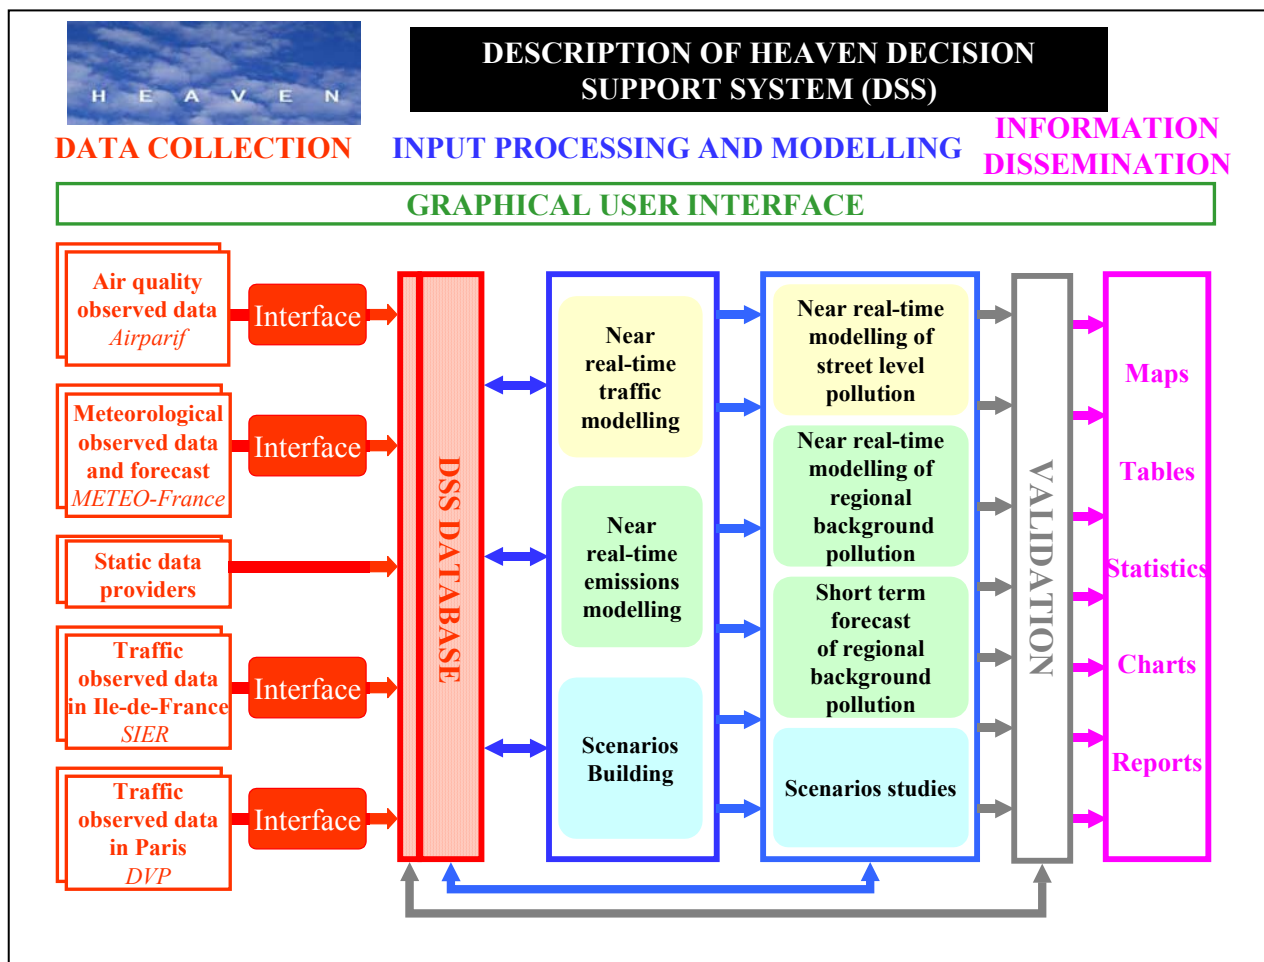 H E A V E N
DESCRIPTION OF HEAVEN DECISION
SUPPORT SYSTEM (DSS)
DATA COLLECTION
INPUT PROCESSING AND MODELLING
INFORMATION
DISSEMINATION
GRAPHICAL USER INTERFACE
Air quality
observed data
Airparif
Interface
Meteorological
observed data
and forecast
METEO-France
Interface
Static data
providers
Traffic
observed data
in Ile-de-France
SIER
Interface
Traffic
observed data
in Paris
DVP
Interface
DSS DATABASE
Near
real-time
traffic
modelling
Near
real-time
emissions
modelling
Scenarios
Building
Near real-time
modelling of
street level
pollution
Near real-time
modelling of
regional
background
pollution
Short term
forecast
of regional
background
pollution
Scenarios studies
VALIDATION
Maps
Tables
Statistics
Charts
Reports